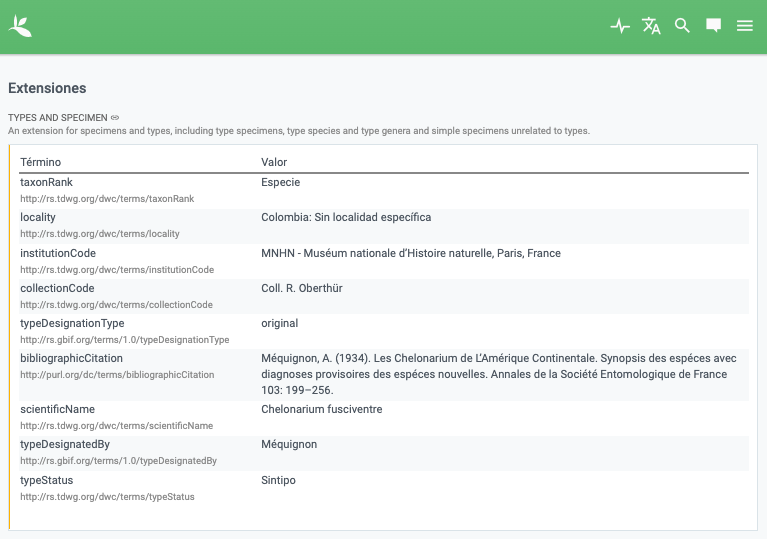 Extensiones
TYPES AND SPECIMEN
An extension for specimens and types, including type specimens, type species and type genera and simple specimens unrelated to types.
Término Valor
taxonRank Especie
http://rs.tdwg.org/dwc/terms/taxonRank
locality Colombia: Sin localidad específica
http://rs.tdwg.org/dwc/terms/locality
institutionCode MNHN - Muséum nationale d'Histoire naturelle, Paris, France
http://rs.tdwg.org/dwc/terms/institutionCode
collectionCode Coll. R. Oberthür
http://rs.tdwg.org/dwc/terms/collectionCode
typeDesignationType original
http://rs.gbif.org/terms/1.0/typeDesignationType
bibliographicCitation Méquignon, A. (1934). Les Chelonarium de L'Amérique Continentale. Synopsis des espéces avec
http://purl.org/dc/terms/bibliographicCitation diagnoses provisoires des espéces nouvelles. Annales de la Société Entomologique de France
103: 199–256.
scientificName Chelonarium fusciventre
http://rs.tdwg.org/dwc/terms/scientificName
typeDesignatedBy Méquignon
http://rs.gbif.org/terms/1.0/typeDesignatedBy
typeStatus Sintipo
http://rs.tdwg.org/dwc/terms/typeStatus